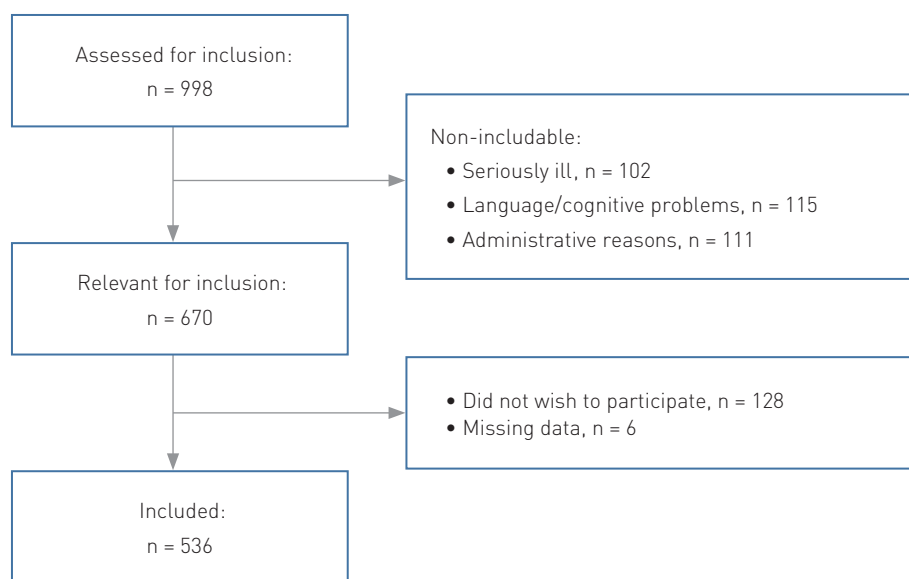 Assessed for inclusion:
n = 998
Non-includable:
• Seriously ill, n = 102
• Language/cognitive problems, n = 115
• Administrative reasons, n = 111
Relevant for inclusion:
n = 670
• Did not wish to participate, n = 128
• Missing data, n = 6
Included:
n = 536